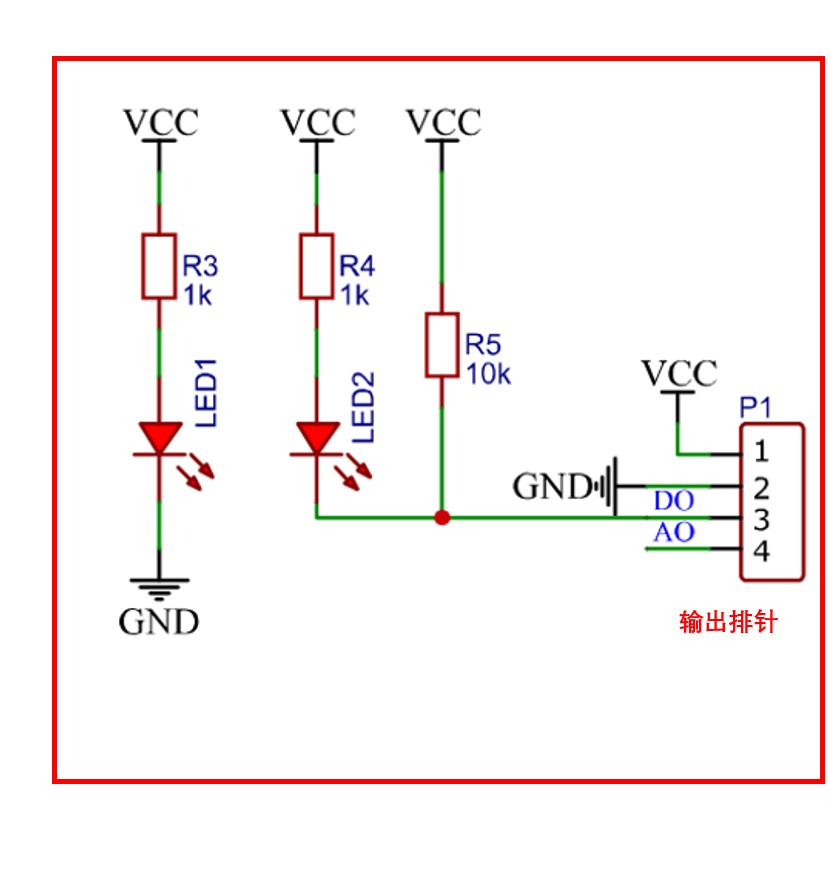 VCC
VCC
VCC
R3
1k
R4
1k
R5
10k
LED1
LED2
VCC
P1
1
GND
2
DO
3
AO
4
GND
输出排针